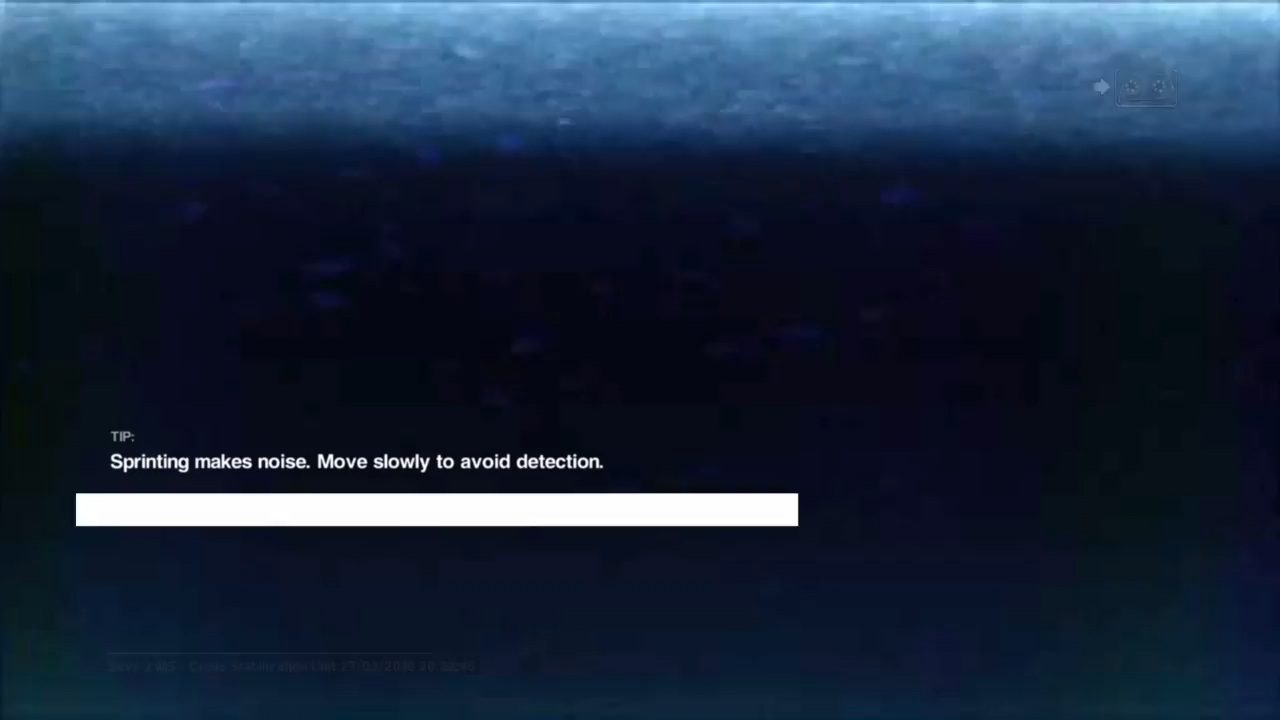 TIP:
Sprinting makes noise. Move slowly to avoid detection.